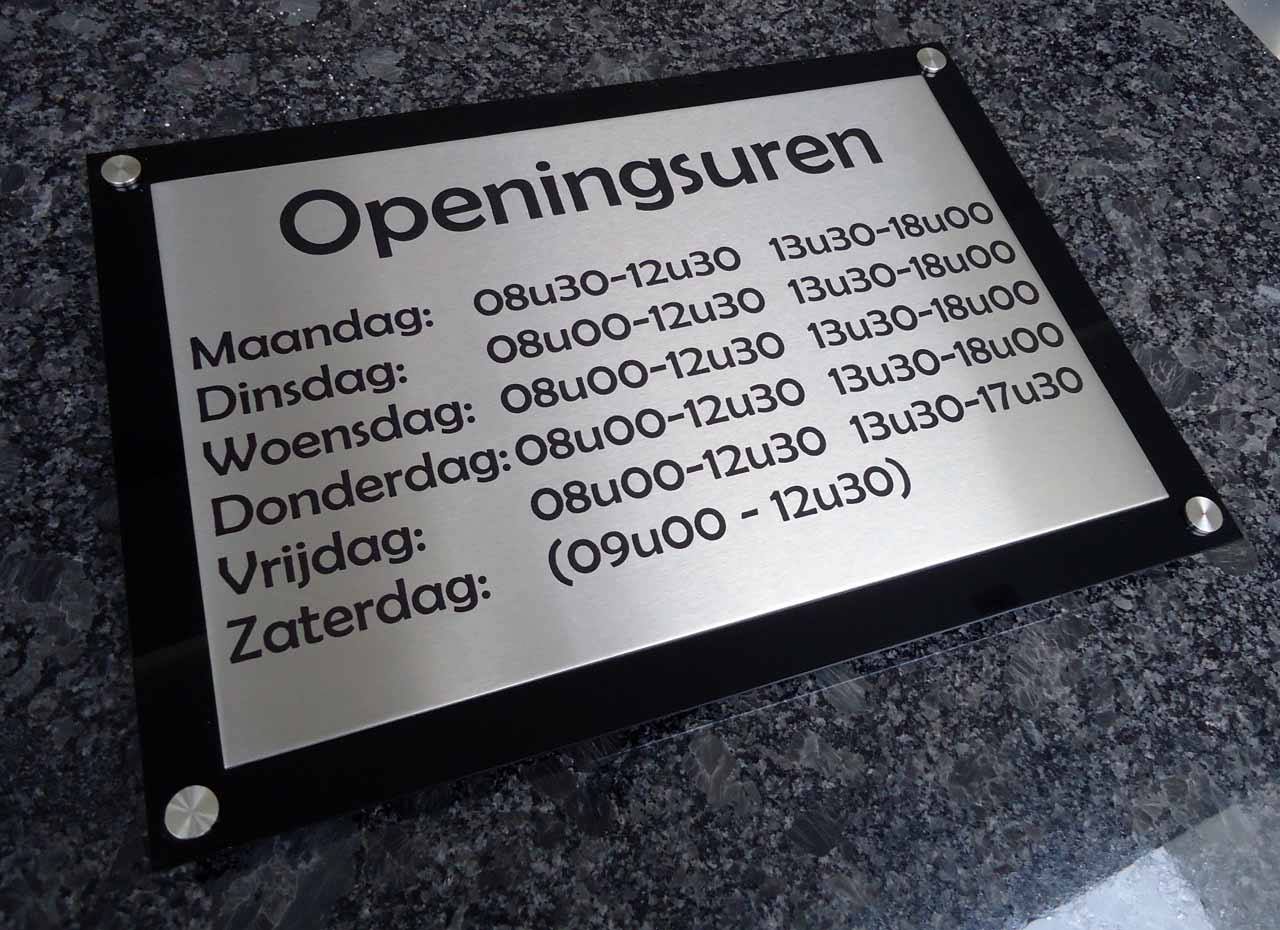 Openingsuren
Maandag: 08u30-12u30 13u30-18u00
Dinsdag: 08u00-12u30 13u30-18u00
Woensdag: 08u00-12u30 13u30-18u00
Donderdag: 08u00-12u30 13u30-18u00
Vrijdag: 08u00-12u30 13u30-17u30
Zaterdag: (09u00 - 12u30)